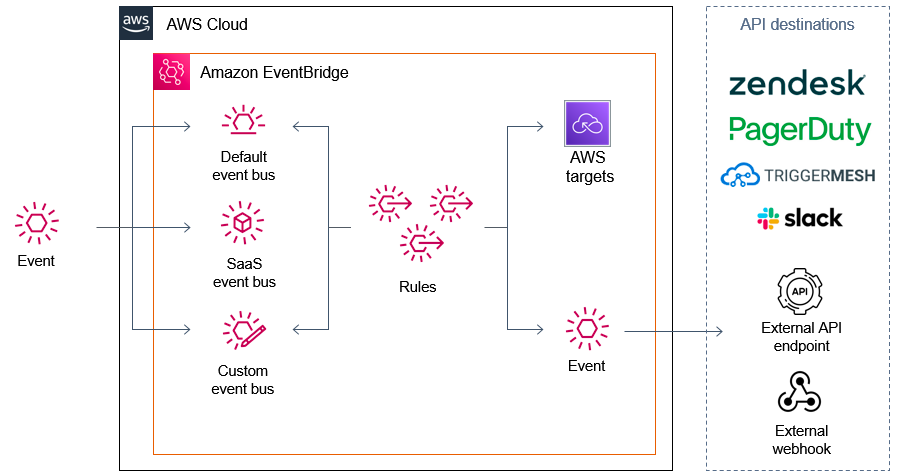 aws
AWS Cloud
Amazon EventBridge
Event
Default
event bus
SaaS
event bus
Custom
event bus
Rules
AWS
targets
Event
API destinations
zendesk
PagerDuty
TRIGGERMESH
slack
API
External API
endpoint
External
webhook